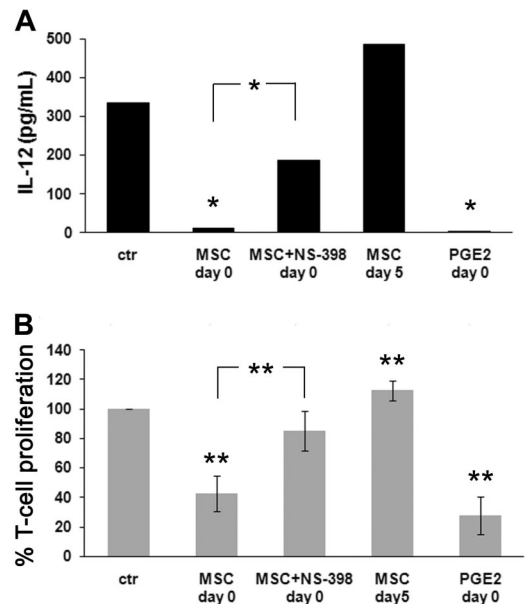 A
IL-12 (pg/mL)
500
400
300
200
100
0
*
*
*
ctr
MSC day 0
MSC+NS-398 day 0
MSC day 5
PGE2 day 0
B
% T-cell proliferation
140
120
100
80
60
40
20
0
**
**
**
**
ctr
MSC day 0
MSC+NS-398 day 0
MSC day5
PGE2 day 0